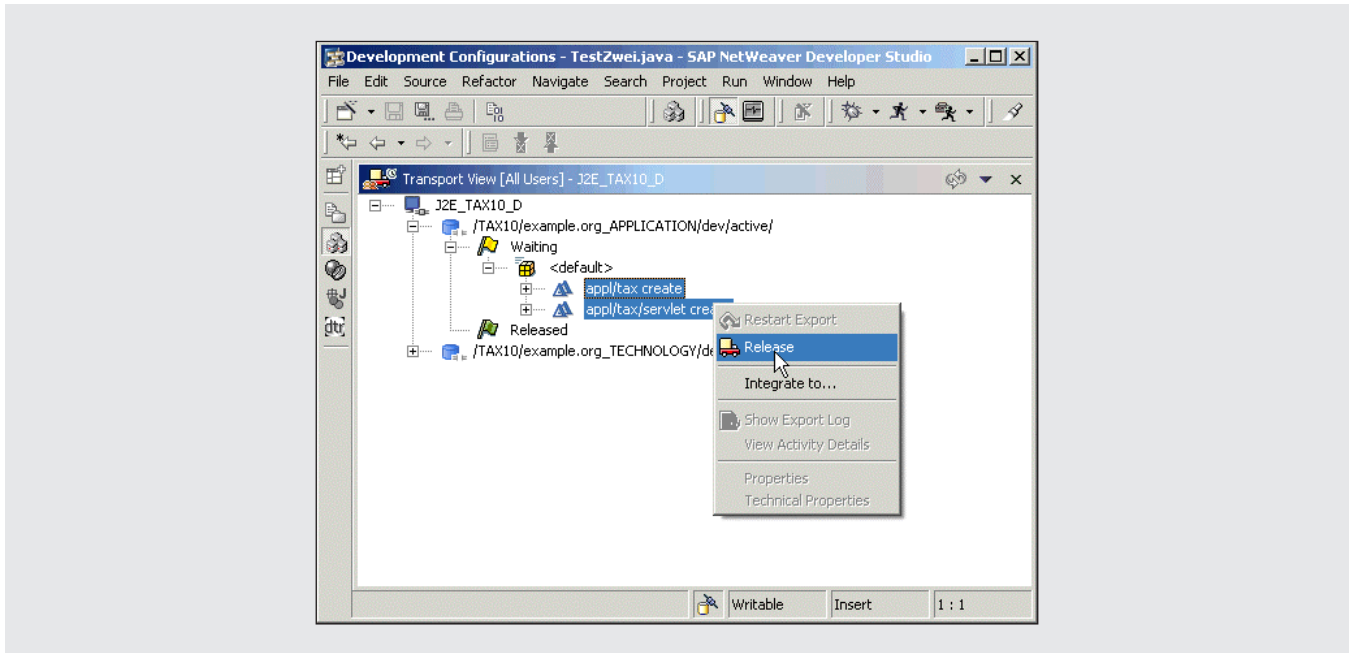 Development Configurations - TestZwei.java - SAP NetWeaver Developer Studio
File Edit Source Refactor Navigate Search Project Run Window Help
Transport View [All Users] - J2E_TAX10_D
J2E_TAX10_D
/TAX10/example.org_APPLICATION/dev/active/
Waiting
<default>
appl/tax create
appl/tax/servlet crea
Restart Export
Released
Release
/TAX10/example.org_TECHNOLOGY/de
Integrate to...
Show Export Log
View Activity Details
Properties
Technical Properties
dtr
Writable Insert 1 : 1